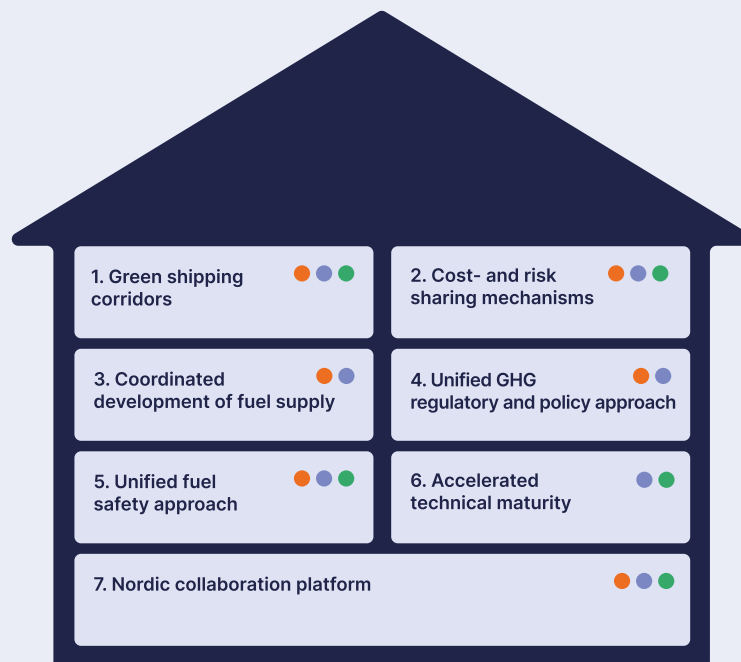 1. Green shipping
corridors
2. Cost- and risk
sharing mechanisms
3. Coordinated
development of fuel supply
4. Unified GHG
regulatory and policy approach
5. Unified fuel
safety approach
6. Accelerated
technical maturity
7. Nordic collaboration platform